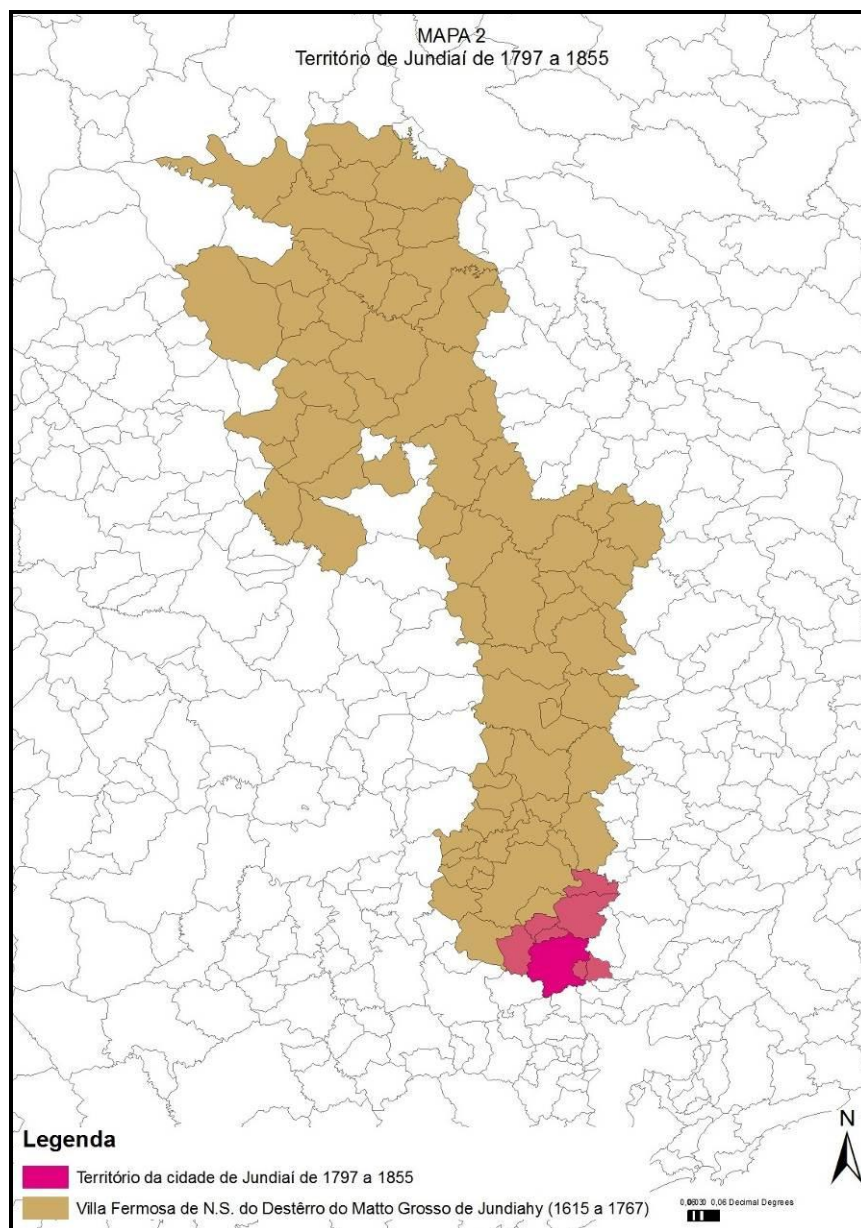 MAPA 2
Território de Jundiaí de 1797 a 1855
N
Legenda
Território da cidade de Jundiaí de 1797 a 1855
Villa Fermosa de N.S. do Destêrro do Matto Grosso de Jundiahy (1615 a 1767)
0,06 Decimal Degrees